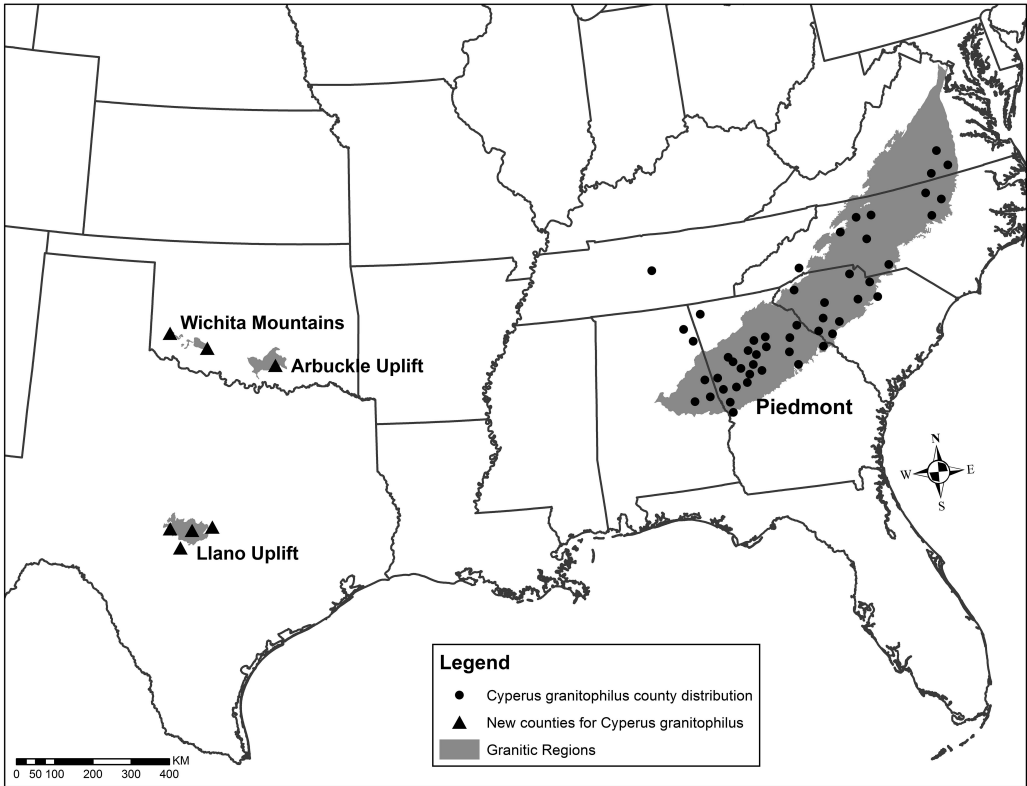 Wichita Mountains
Arbuckle Uplift
Piedmont
N
W E
S
Llano Uplift
Legend
Cyperus granitophilus county distribution
New counties for Cyperus granitophilus
Granitic Regions
KM
0 50 100 200 300 400